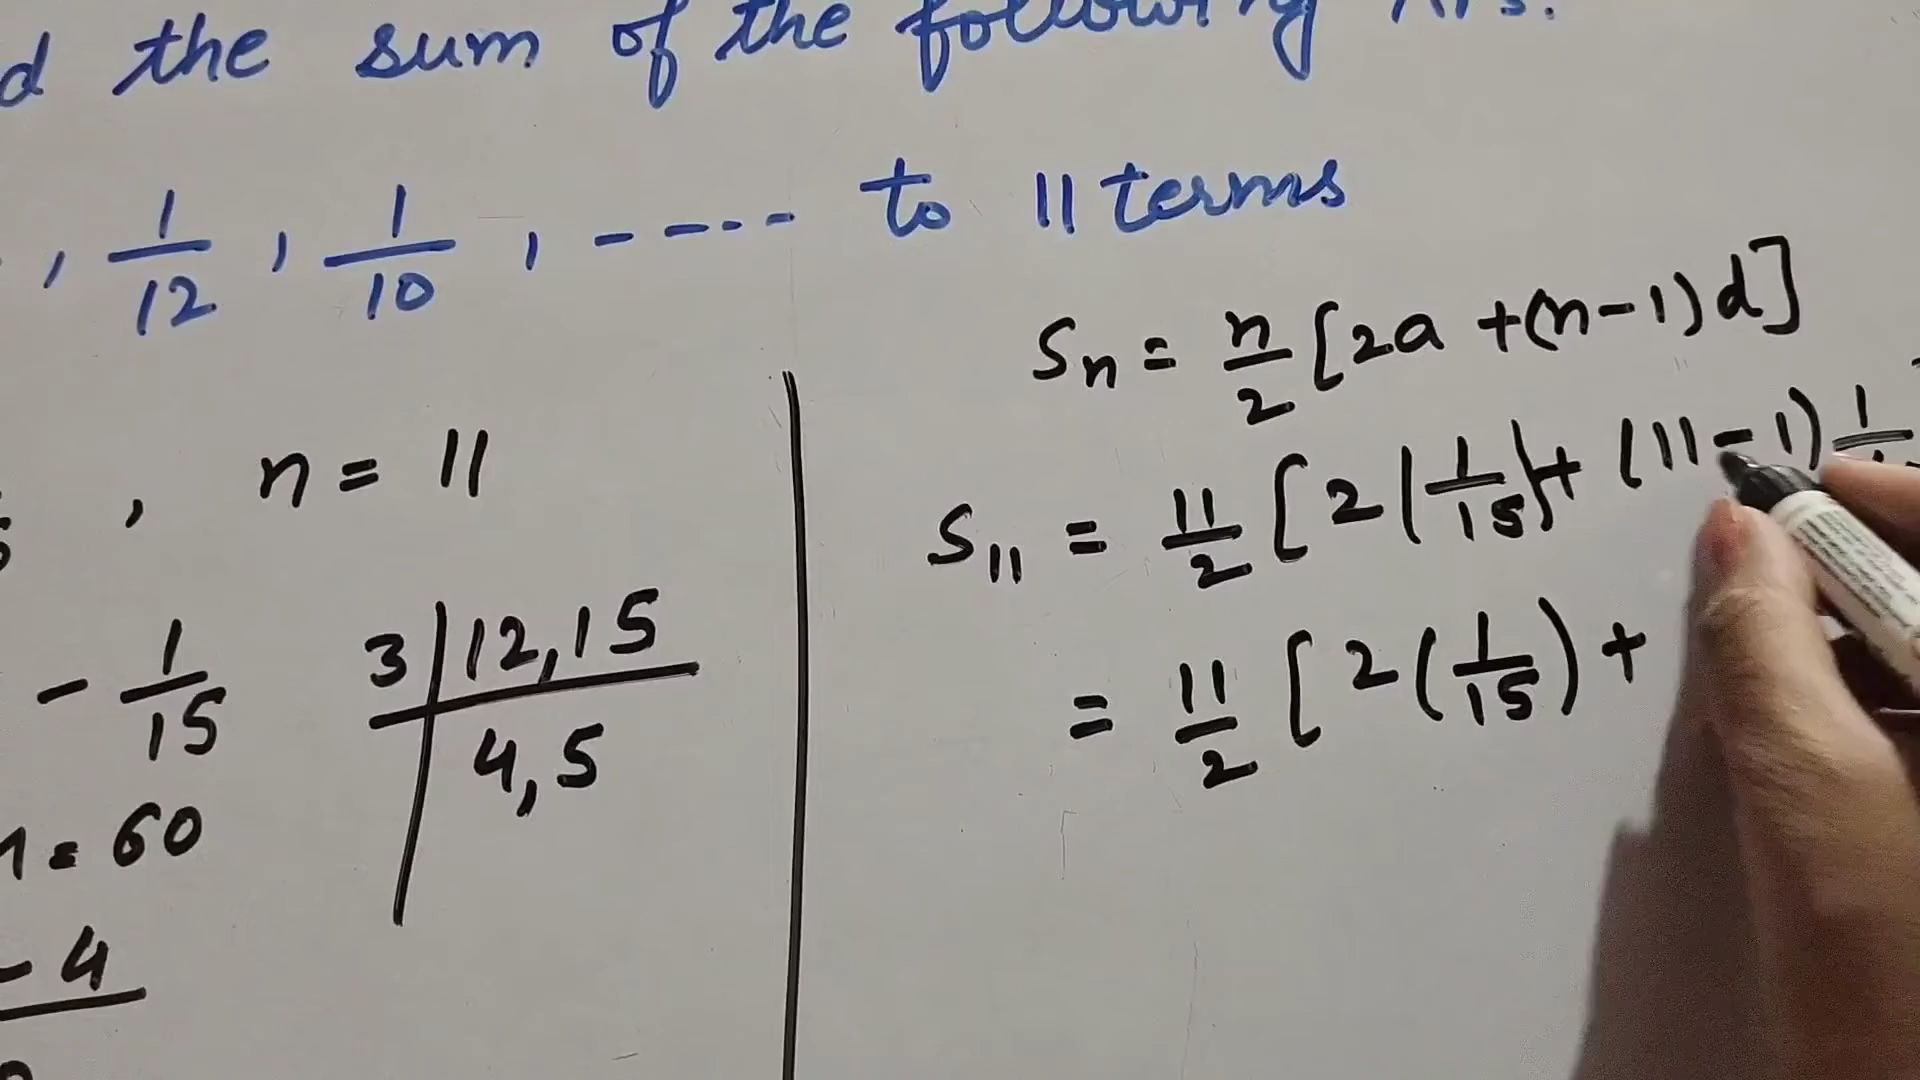 the sum of the following
, 1/12 , 1/10 , ---- to 11 terms
, n = 11
- 1/15
3 | 12, 15
4, 5
= 60
- 4
Sn = n/2 [2a + (n-1) d]
S11 = 11/2 [2(1/15) + (11-1) 1/
= 11/2 [2(1/15) +